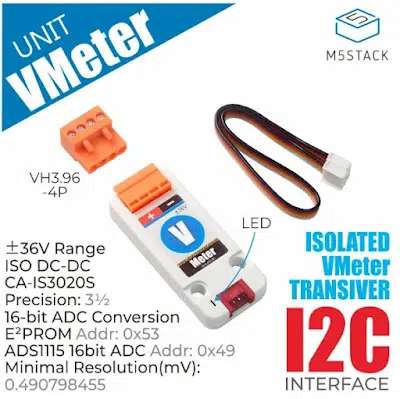 UNIT
VMeter
5
M5STACK
VH3.96
-4P
±36V
V
Meter
LED
±36V Range
ISO DC-DC
CA-IS3020S
Precision: 3½
16-bit ADC Conversion
E²PROM Addr: 0x53
ADS1115 16bit ADC Addr: 0x49
Minimal Resolution(mV):
0.490798455
ISOLATED
VMeter
TRANSIVER
I2C
INTERFACE